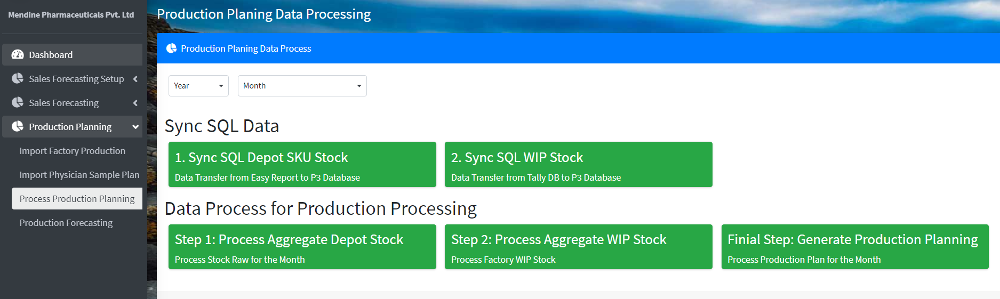 Mendine Pharmaceuticals Pvt. Ltd
Dashboard
Sales Forecasting Setup
Sales Forecasting
Production Planning
Import Factory Production
Import Physician Sample Plan
Process Production Planning
Production Forecasting
Production Planing Data Processing
Production Planing Data Process
Year
Month
Sync SQL Data
1. Sync SQL Depot SKU Stock
Data Transfer from Easy Report to P3 Database
2. Sync SQL WIP Stock
Data Transfer from Tally DB to P3 Database
Data Process for Production Processing
Step 1: Process Aggregate Depot Stock
Process Stock Raw for the Month
Step 2: Process Aggregate WIP Stock
Process Factory WIP Stock
Finial Step: Generate Production Planning
Process Production Plan for the Month